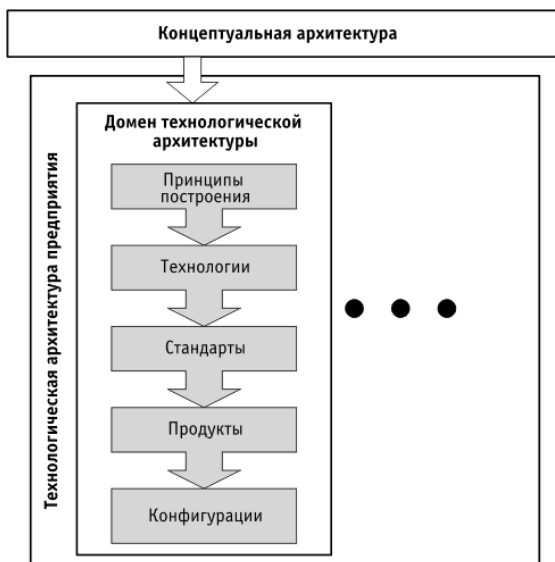 Концептуальная архитектура
Технологическая архитектура предприятия
Домен технологической
архитектуры
Принципы
построения
Технологии
Стандарты
Продукты
Конфигурации